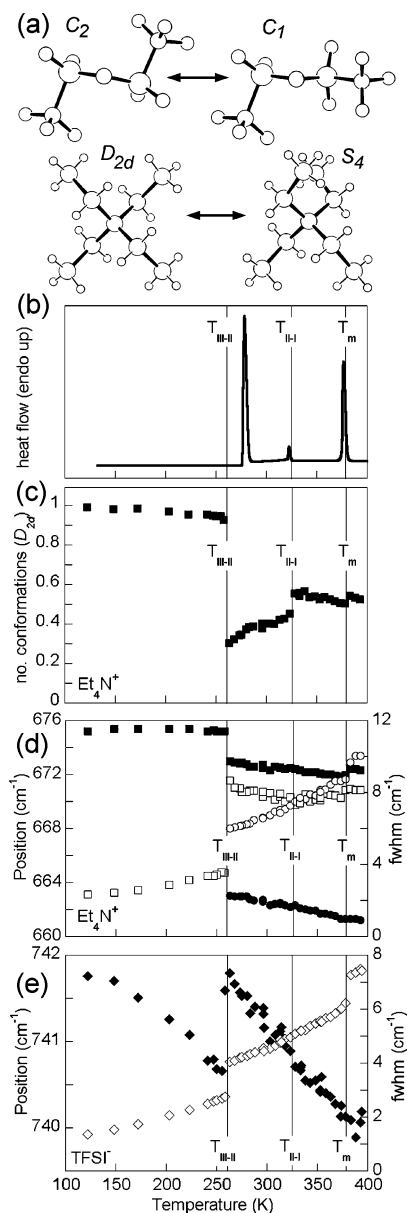 (a)
C2 C1
D2d S4
(b)
heat flow (endo up)
TIII-II TII-I Tm
(c)
no. conformations (D2d)
1
0.8
0.6
0.4
0.2
0
TIII-II TII-I Tm
Et4N+
(d)
Position (cm-1)
676
672
668
664
660
12
10
8
6
4
2
0
fwhm (cm-1)
TIII-II TII-I Tm
Et4N+
(e)
Position (cm-1)
742
741
740
8
7
6
5
4
3
2
1
0
fwhm (cm-1)
TFSI-
TIII-II TII-I Tm
100 150 200 250 300 350 400
Temperature (K)